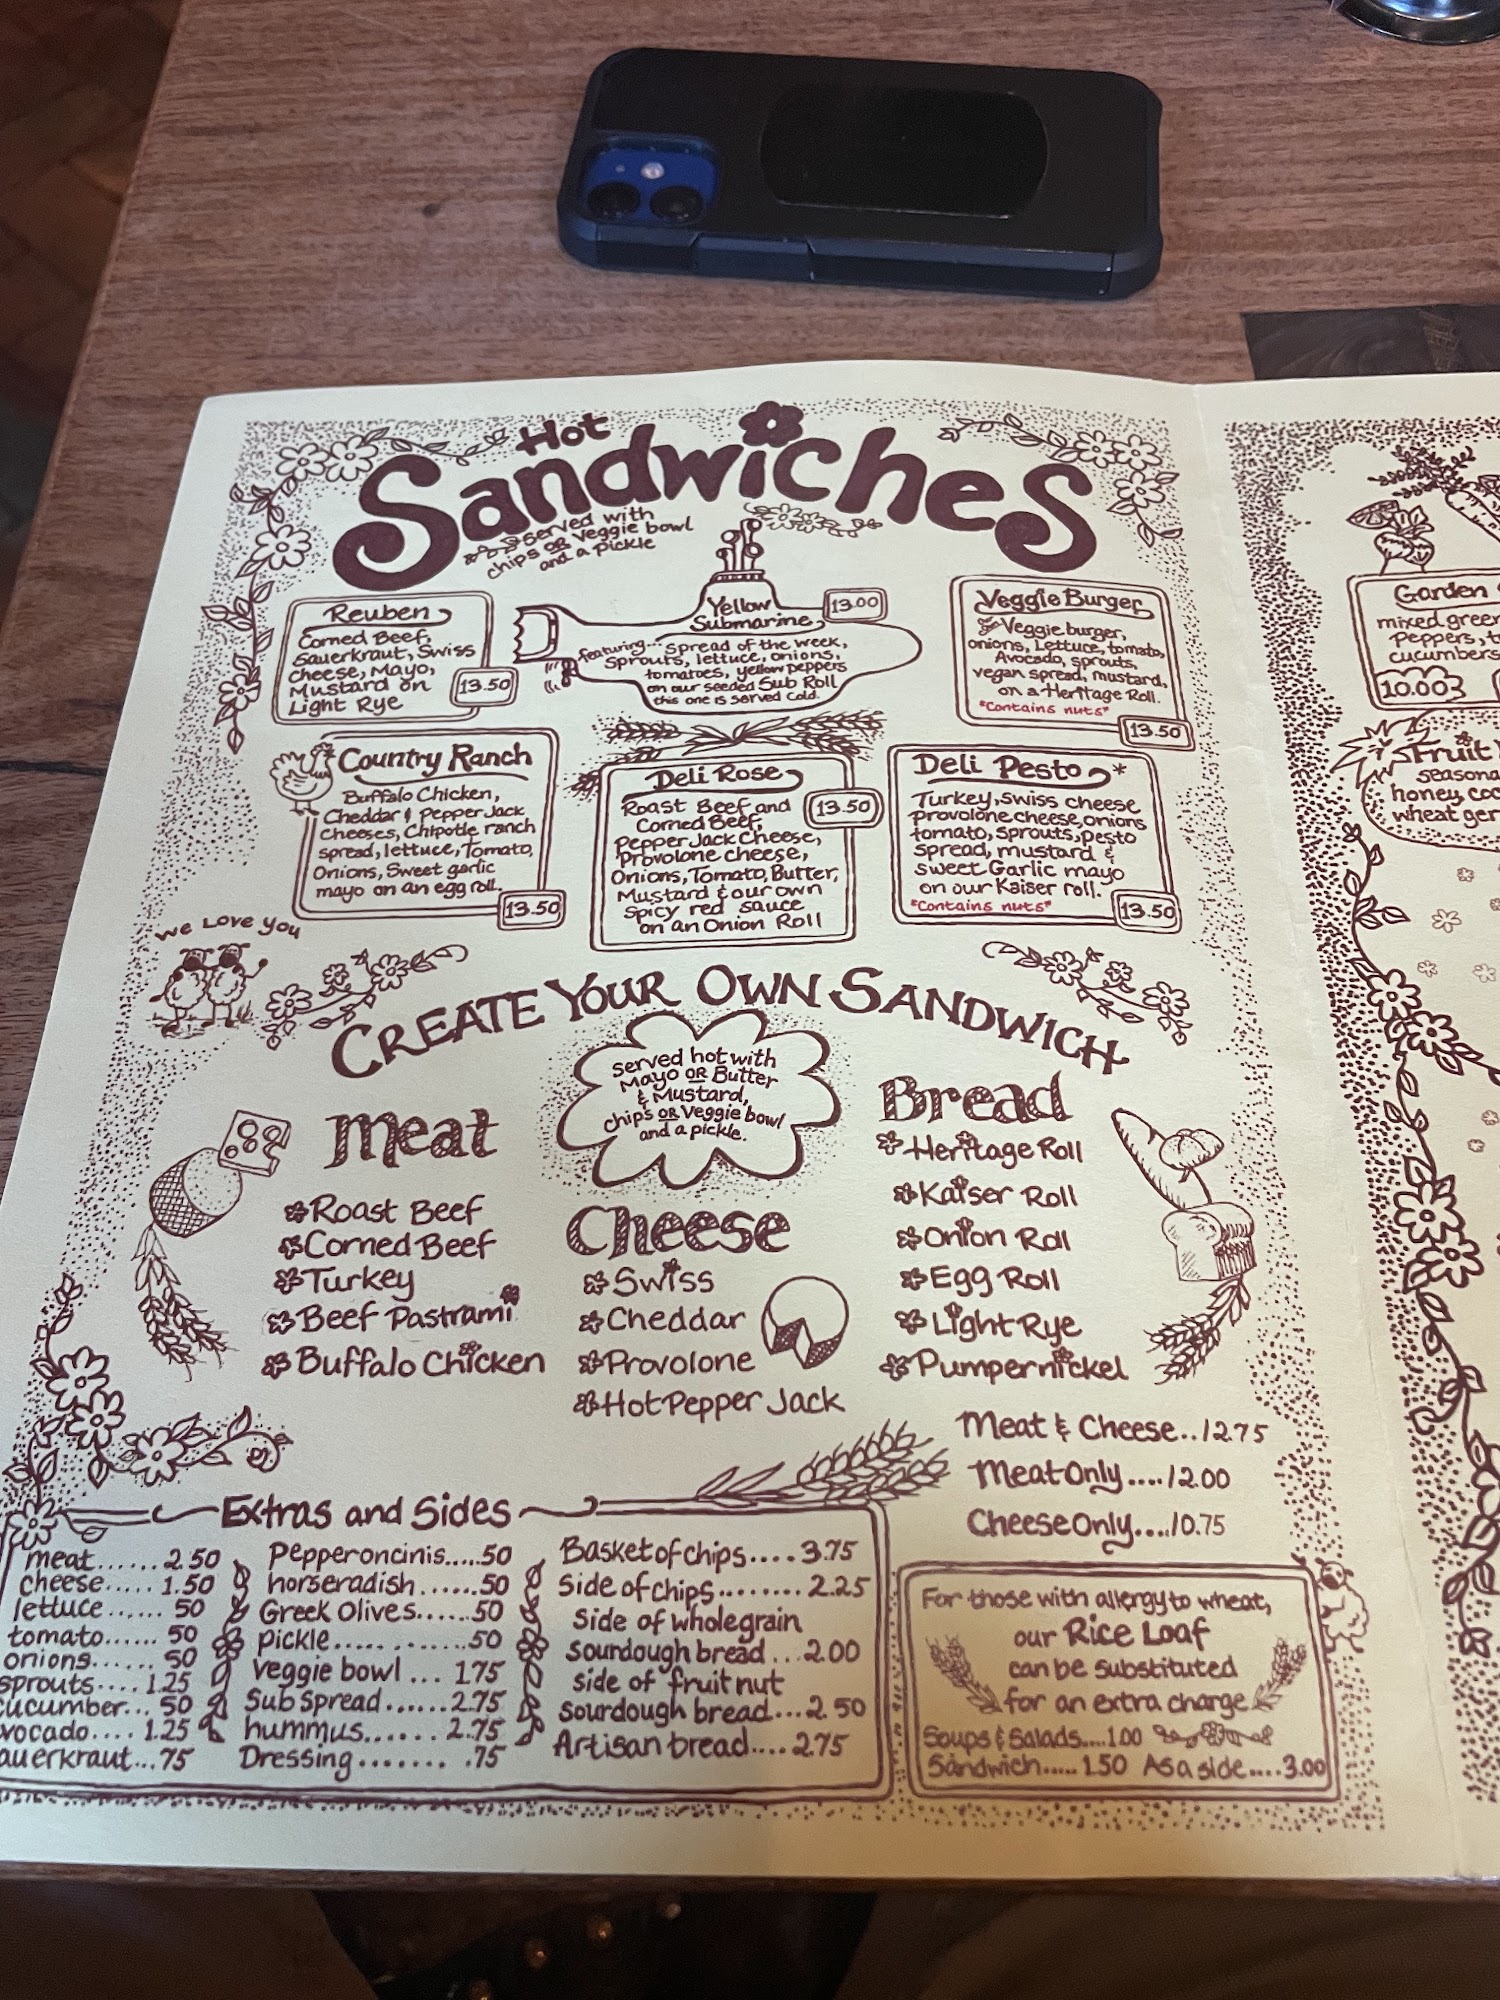 Hot
Sandwiches
served with
chips OR Veggie bowl
and a Pickle
Reuben
Corned Beef,
Sauerkraut, Swiss
cheese, Mayo,
Mustard on
Light Rye
13.50
Yellow
Submarine
13.00
featuring... spread of the week,
sprouts, lettuce, onions,
tomatoes, yellow peppers
on our seeded Sub Roll
this one is served cold.
Veggie Burger
Veggie burger,
onions, Lettuce, tomato,
Avocado, sprouts,
vegan spread, mustard,
on a Heritage Roll.
*Contains nuts*
13.50
Country Ranch
Buffalo Chicken,
Cheddar & Pepper Jack
Cheeses, Chipotle ranch
spread, lettuce, Tomato,
Onions, Sweet garlic
mayo on an egg roll.
13.50
Deli Rose
13.50
Roast Beef and
Corned Beef,
Pepper Jack Cheese,
Provolone cheese,
Onions, Tomato, Butter,
Mustard & our own
spicy red sauce
on an Onion Roll
Deli Pesto*
Turkey, Swiss cheese
provolone cheese, onions
tomato, sprouts, pesto
spread, mustard &
sweet Garlic mayo
on our Kaiser roll.
*Contains nuts*
13.50
We Love You
CREATE YOUR OWN SANDWICH
served hot with
Mayo OR Butter
& Mustard,
chips OR Veggie bowl
and a pickle.
Meat
Roast Beef
Corned Beef
Turkey
Beef Pastrami
Buffalo Chicken
Cheese
Swiss
Cheddar
Provolone
Hot Pepper Jack
Bread
Heritage Roll
Kaiser Roll
Onion Roll
Egg Roll
Light Rye
Pumpernickel
Meat & Cheese..12.75
Meat Only.....12.00
Cheese Only....10.75
Extras and Sides
meat......2.50
cheese.....1.50
lettuce......50
tomato......50
onions......50
sprouts....1.25
cucumber...50
avocado....1.25
auerkraut...75
Pepperoncinis.....50
horseradish......50
Greek Olives......50
pickle............50
veggie bowl...1.75
Sub Spread......2.75
hummus......2.75
Dressing........75
Basket of chips....3.75
side of chips........2.25
side of wholegrain
sourdough bread...2.00
side of fruit nut
sourdough bread...2.50
Artisan bread....2.75
For those with allergy to wheat,
our Rice Loaf
can be substituted
for an extra charge
Soups & Salads....1.00
Sandwich.....1.50 As a side....3.00
Garden
mixed green
peppers, t
cucumbers
10.00
Fruit
seasona
honey, coc
wheat ger